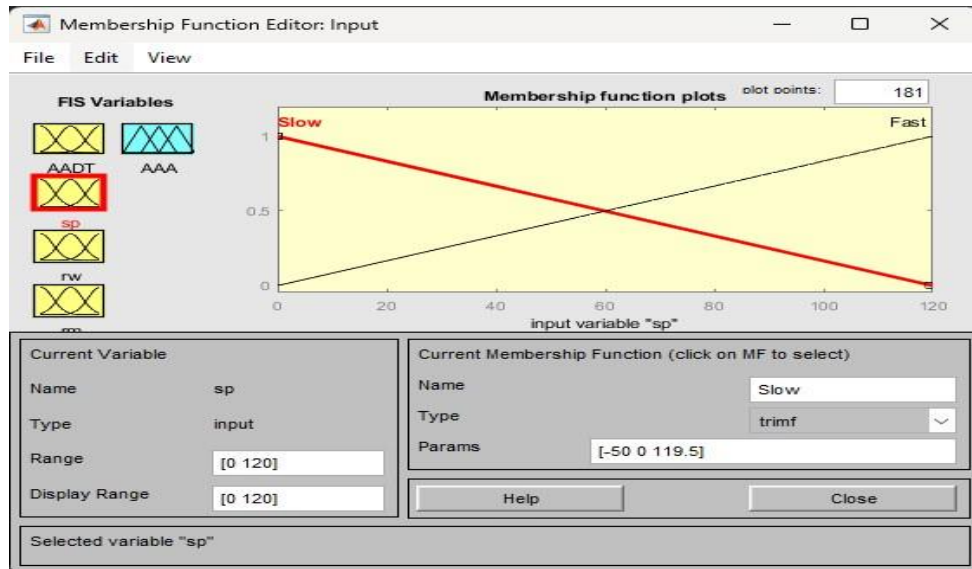 Membership Function Editor: Input
File Edit View
FIS Variables
AADT
AAA
sp
rw
Membership function plots
plot points:
181
Slow
Fast
1
0.5
0
0 20 40 60 80 100 120
input variable "sp"
Current Variable
Name sp
Type input
Range [0 120]
Display Range [0 120]
Current Membership Function (click on MF to select)
Name Slow
Type trimf
Params [-50 0 119.5]
Help Close
Selected variable "sp"